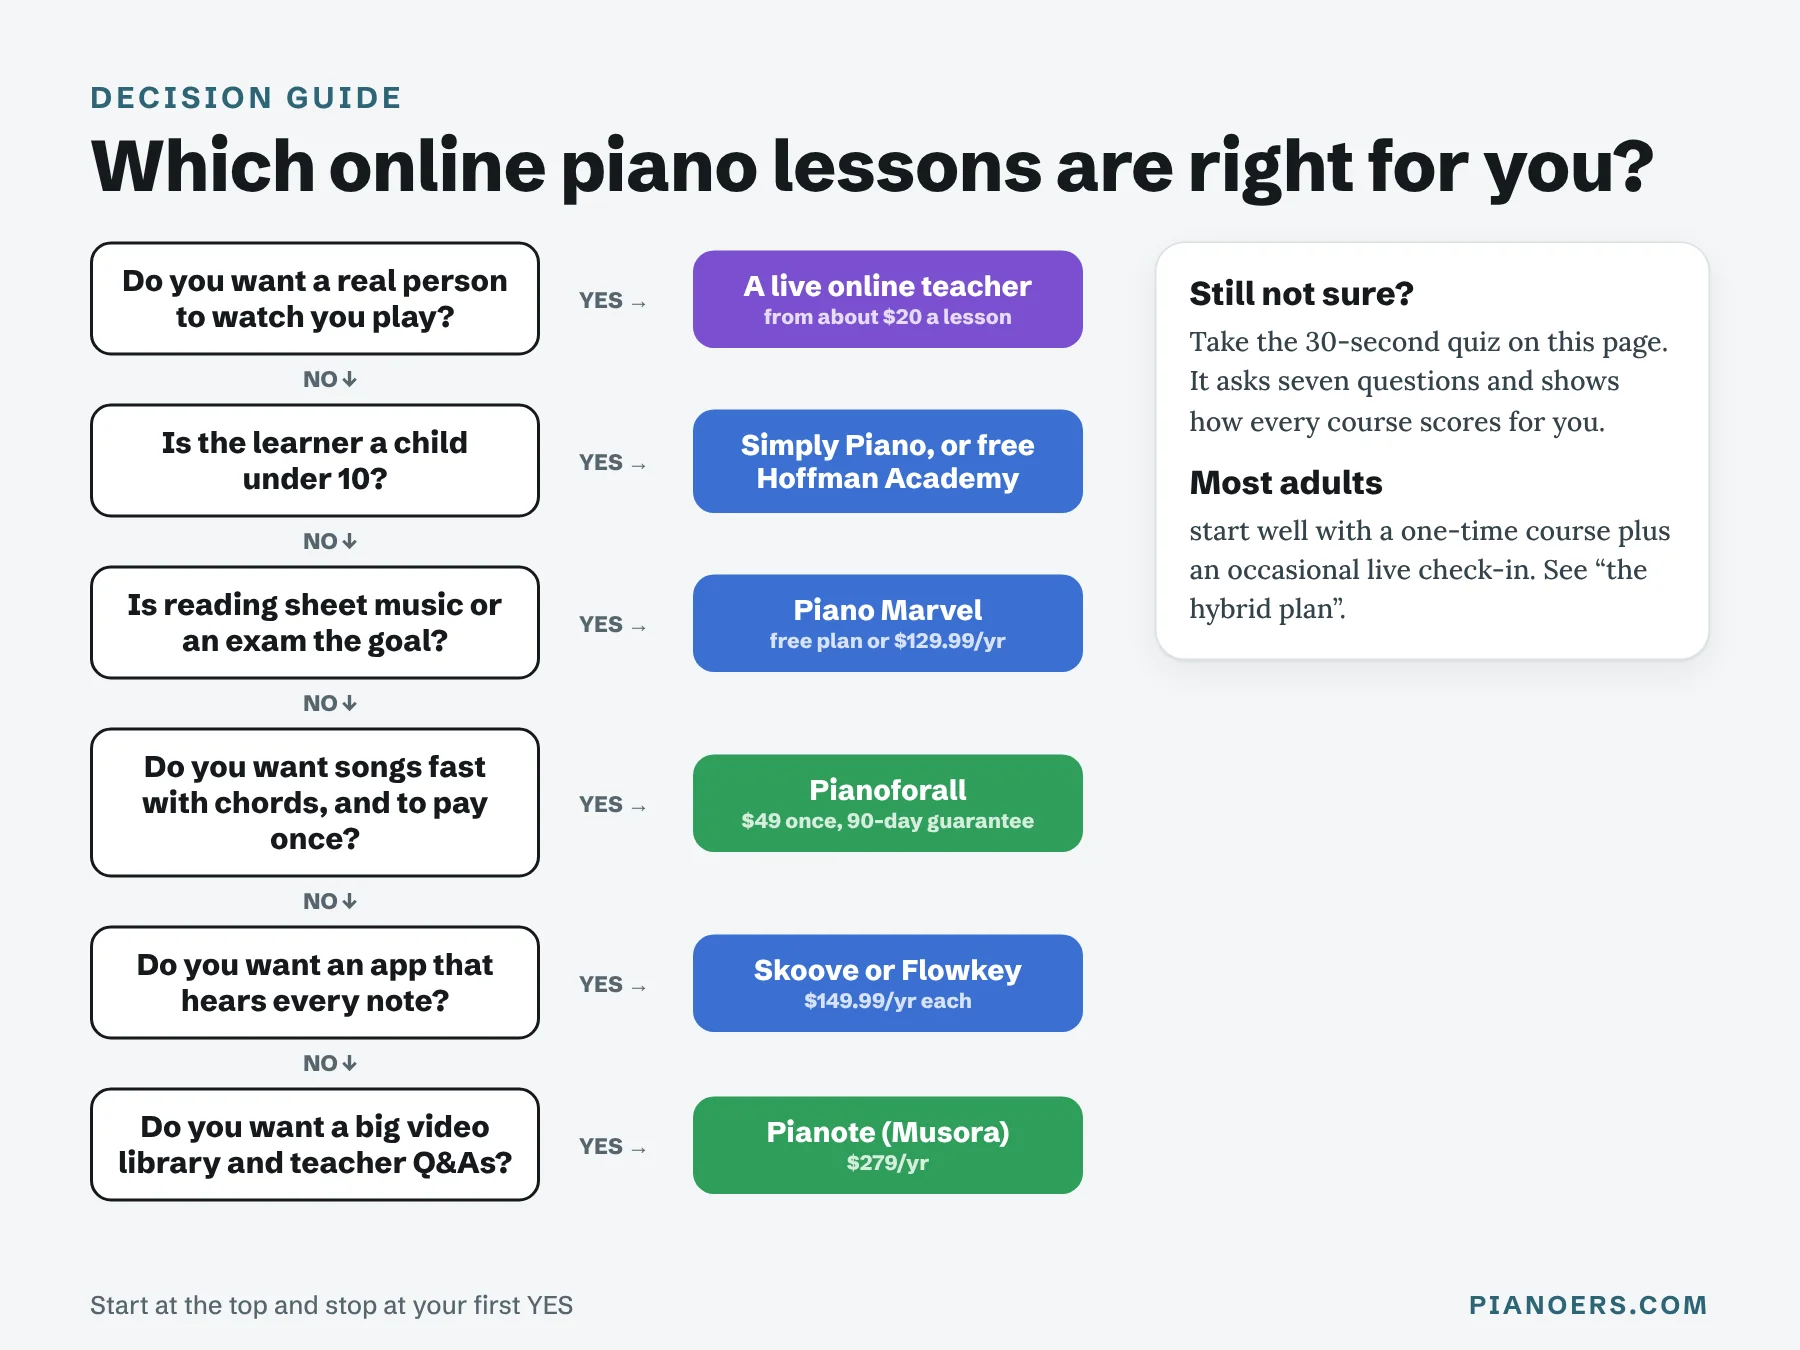 DECISION GUIDE
Which online piano lessons are right for you?
Do you want a real person
to watch you play?
YES →
A live online teacher
from about $20 a lesson
NO↓
Is the learner a child
under 10?
YES →
Simply Piano, or free
Hoffman Academy
NO↓
Is reading sheet music or
an exam the goal?
YES →
Piano Marvel
free plan or $129.99/yr
NO↓
Do you want songs fast
with chords, and to pay
once?
YES →
Pianoforall
$49 once, 90-day guarantee
NO↓
Do you want an app that
hears every note?
YES →
Skoove or Flowkey
$149.99/yr each
NO↓
Do you want a big video
library and teacher Q&As?
YES →
Pianote (Musora)
$279/yr
Still not sure?
Take the 30-second quiz on this page.
It asks seven questions and shows
how every course scores for you.
Most adults
start well with a one-time course plus
an occasional live check-in. See “the
hybrid plan”.
Start at the top and stop at your first YES
PIANOERS.COM